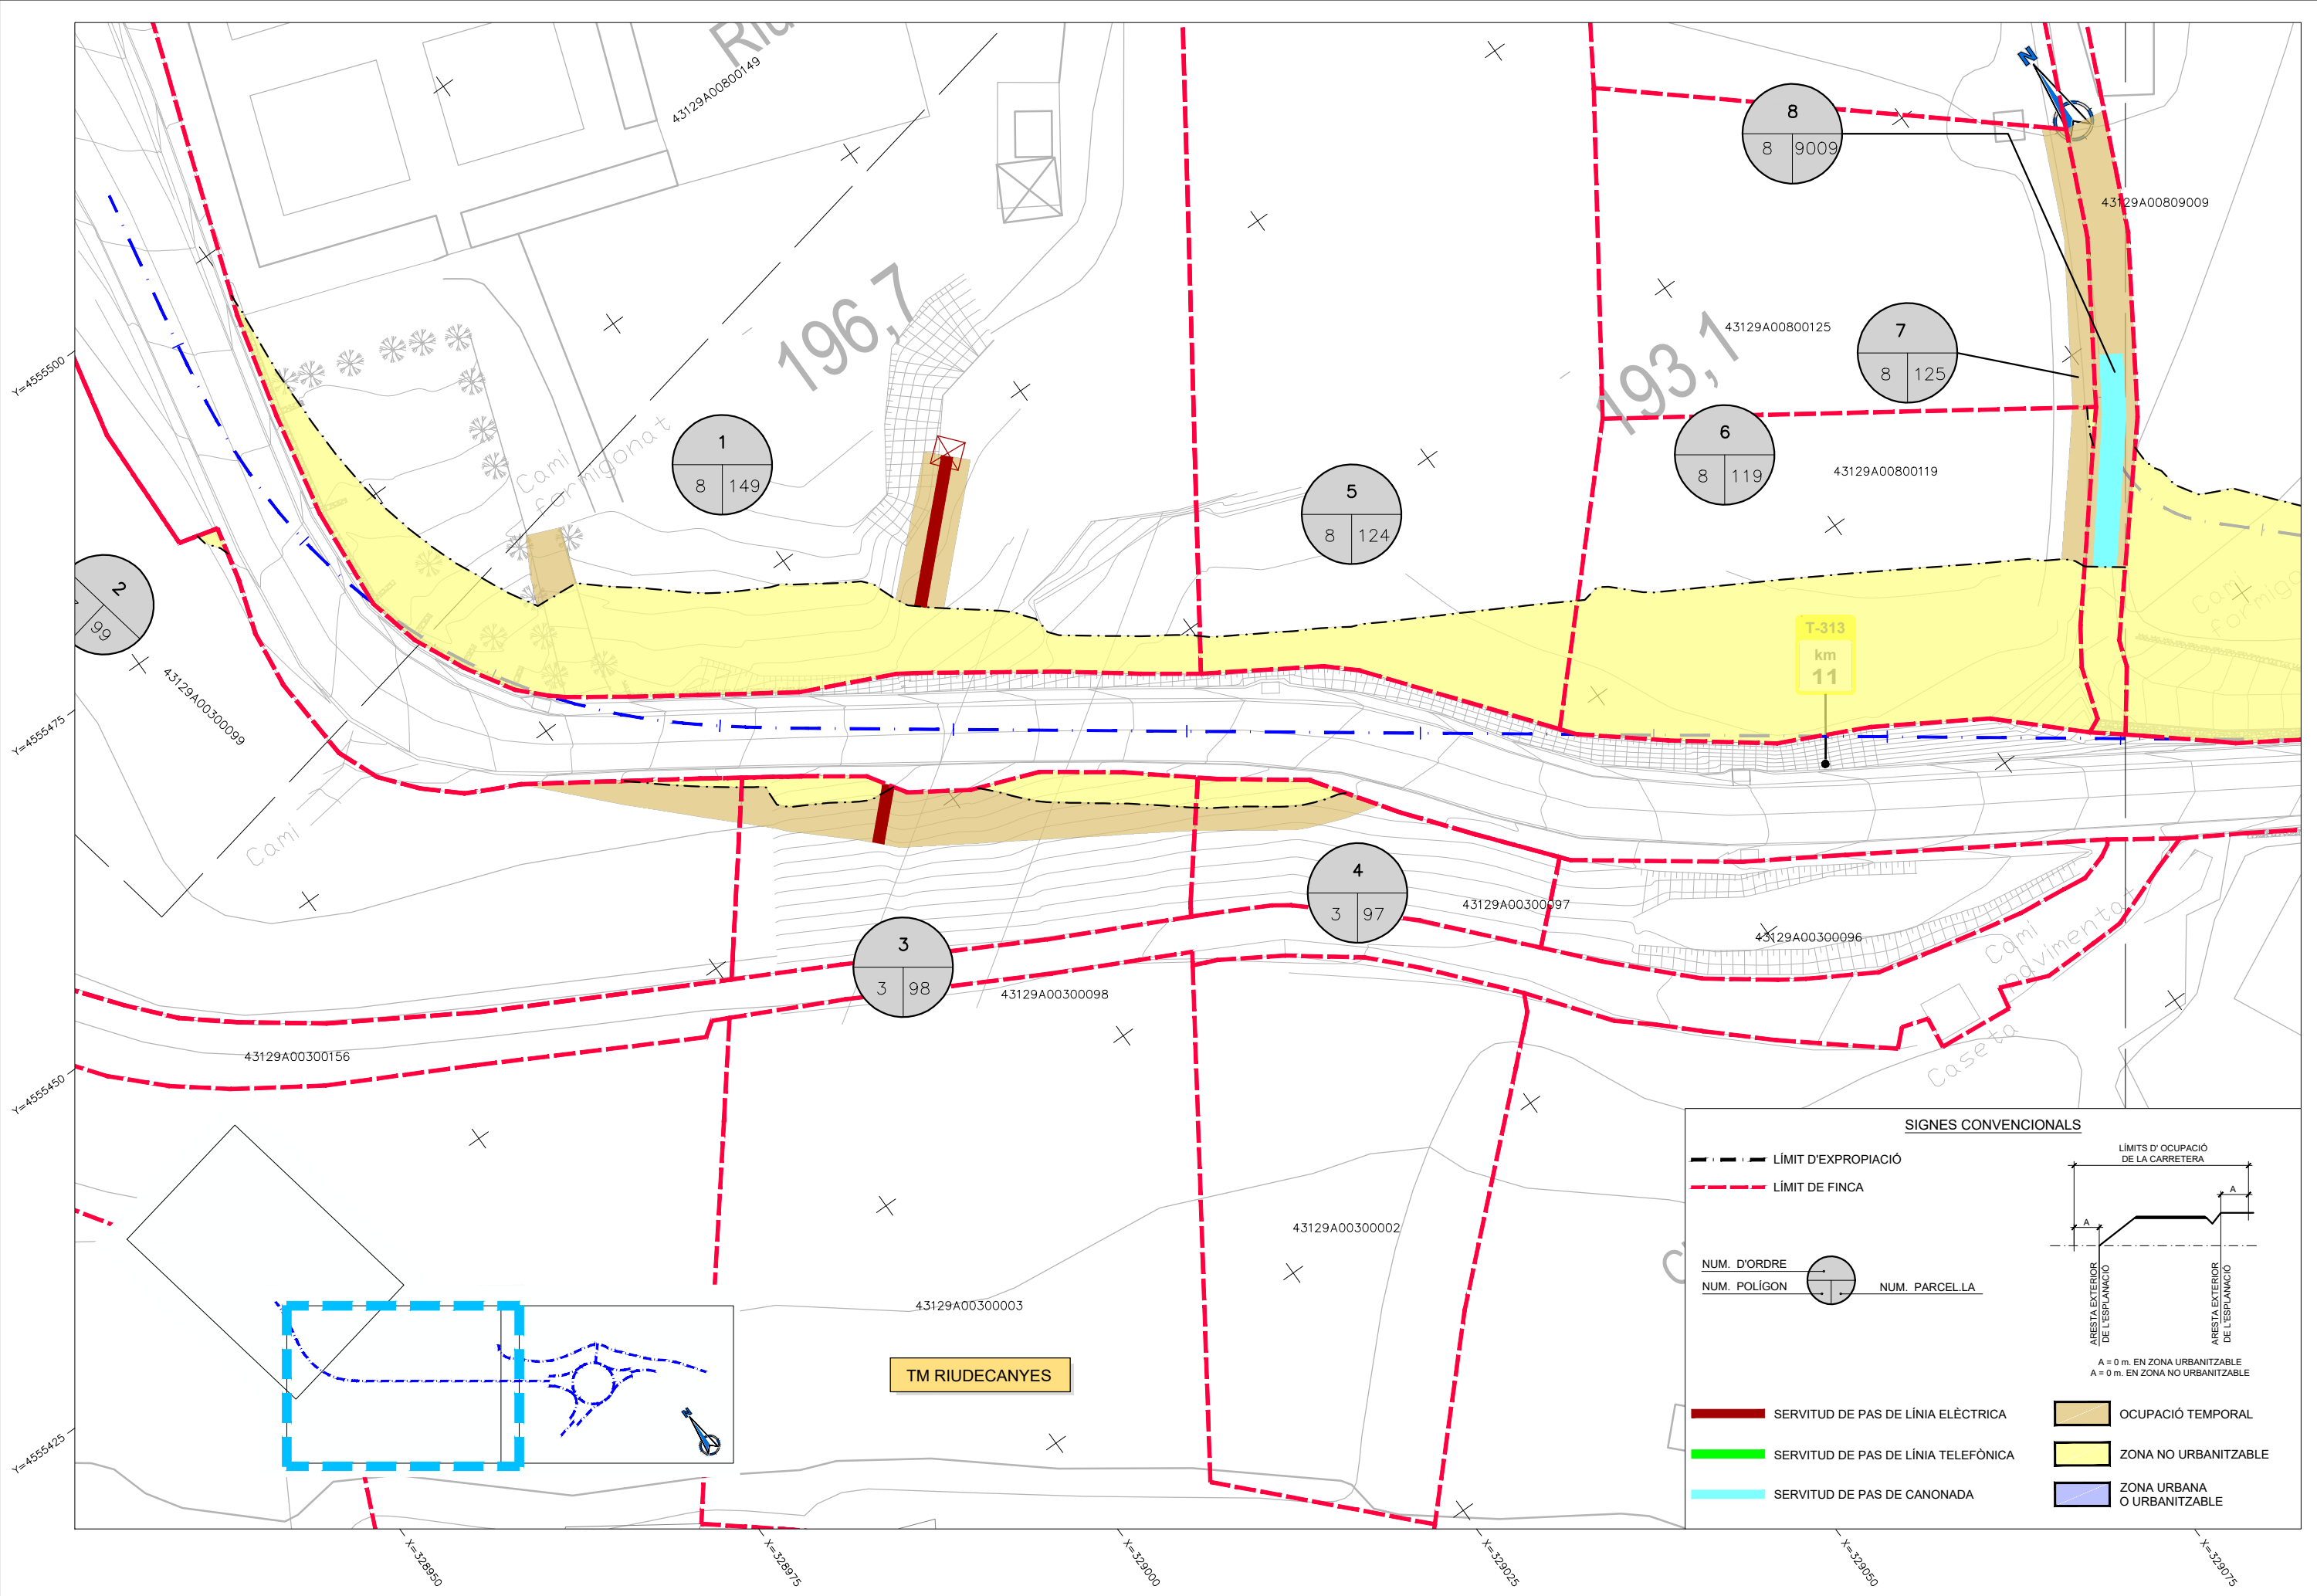 43129A00800149
N
8
8 9009
43129A00809009
196,7
193,1
43129A00800125
7
8 125
Y=4555500
Cami
formigonat
1
8 149
5
8 124
6
8 119
43129A00800119
2
99
43129A00300099
T-313
km
11
Cami
Y=4555475
Cami
4
3 97
43129A00300097
43129A00300096
Cami
3
3 98
43129A00300098
43129A00300156
Caseta
Y=4555450
43129A00300002
43129A00300003
TM RIUDECANYES
N
Y=4555425
SIGNES CONVENCIONALS
LÍMIT D'EXPROPIACIÓ
LÍMIT DE FINCA
LÍMITS D' OCUPACIÓ
DE LA CARRETERA
A
A
NUM. D'ORDRE
NUM. POLÍGON
NUM. PARCEL.LA
ARESTA EXTERIOR
DE L'ESPLANACIÓ
ARESTA EXTERIOR
DE L'ESPLANACIÓ
A = 0 m. EN ZONA URBANITZABLE
A = 0 m. EN ZONA NO URBANITZABLE
SERVITUD DE PAS DE LÍNIA ELÈCTRICA
OCUPACIÓ TEMPORAL
SERVITUD DE PAS DE LÍNIA TELEFÒNICA
ZONA NO URBANITZABLE
SERVITUD DE PAS DE CANONADA
ZONA URBANA
O URBANITZABLE
X=328950
X=328975
X=329000
X=329025
X=329050
X=329075